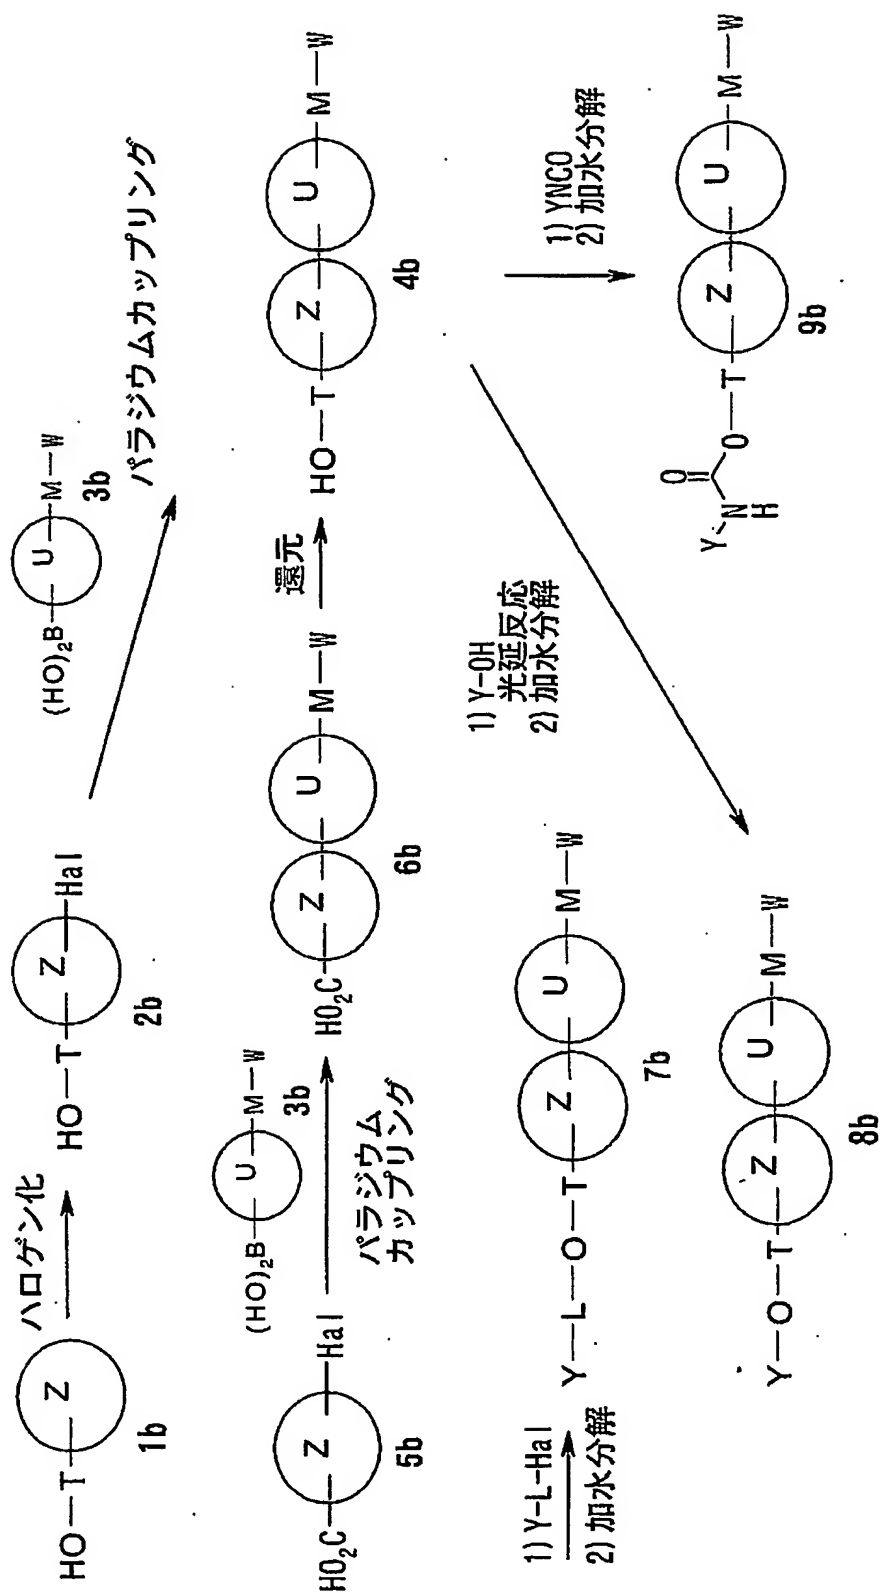 HO—T—Z
1b
ハロゲン化
HO—T—Z—Hal
2b
(HO)₂B—U—M—W
3b
パラジウムカップリング
HO₂C—Z—Hal
5b
(HO)₂B—U—M—W
3b
パラジウム
カップリング
HO₂C—Z—U—M—W
6b
還元
HO—T—Z—U—M—W
4b
1) Y-L-Hal
2) 加水分解
Y—L—O—T—Z—U—M—W
7b
1) Y-OH
光延反応
2) 加水分解
Y—O—T—Z—U—M—W
8b
1) YNCO
2) 加水分解
O
Y—N—O—T—Z—U—M—W
H
9b